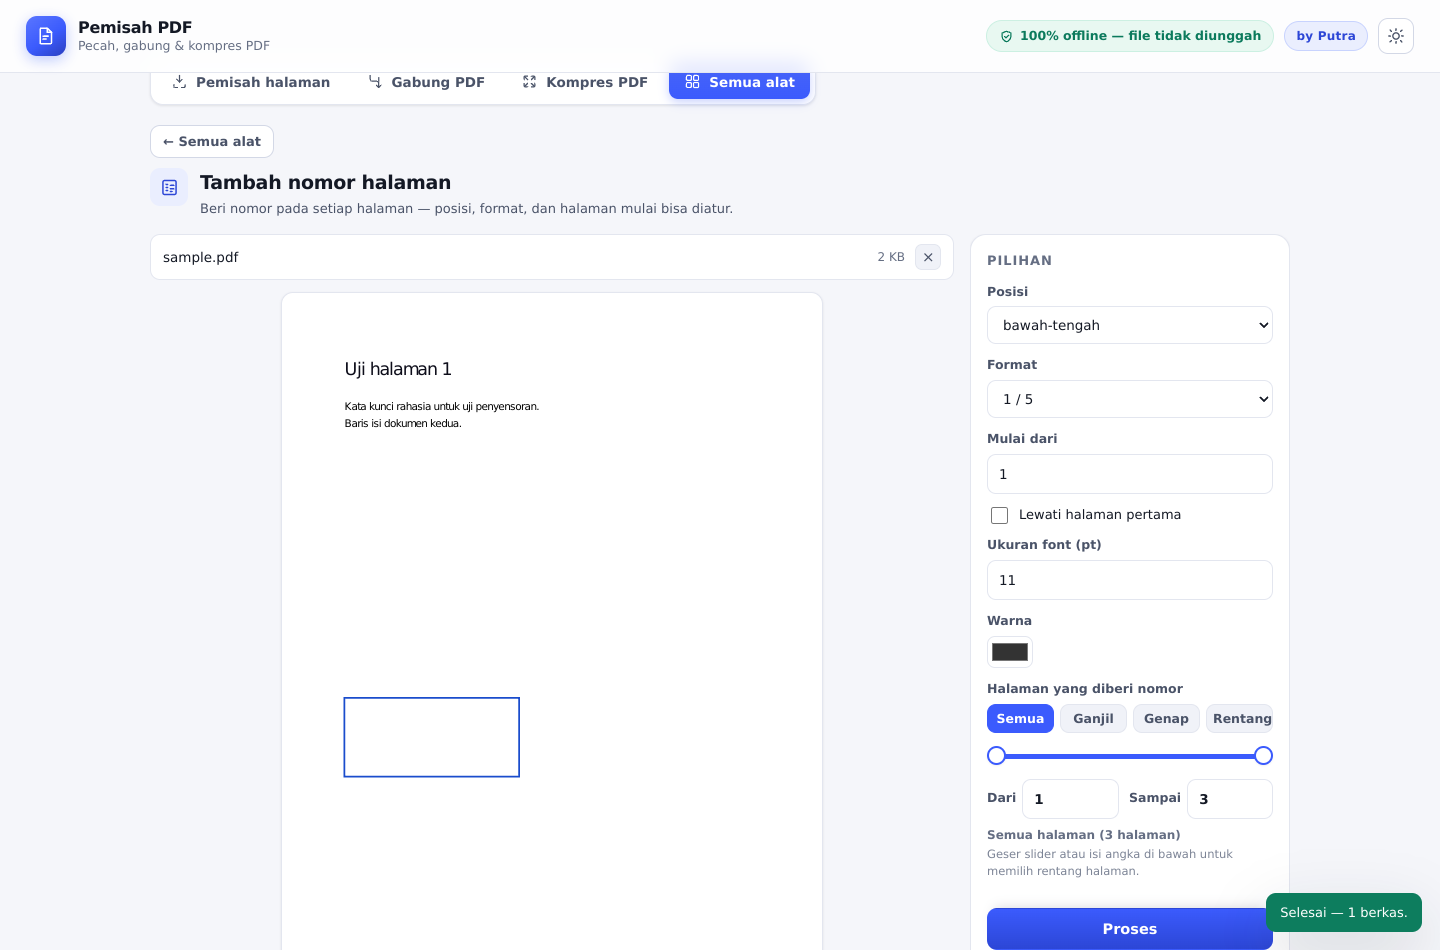 Pemisah PDF
Pecah, gabung & kompres PDF
100% offline — file tidak diunggah
by Putra
Pemisah halaman
Gabung PDF
Kompres PDF
Semua alat
← Semua alat
Tambah nomor halaman
Beri nomor pada setiap halaman — posisi, format, dan halaman mulai bisa diatur.
sample.pdf
2 KB
Uji halaman 1
Kata kunci rahasia untuk uji penyensoran.
Baris isi dokumen kedua.
PILIHAN
Posisi
bawah-tengah
Format
1 / 5
Mulai dari
1
Lewati halaman pertama
Ukuran font (pt)
11
Warna
Halaman yang diberi nomor
Semua
Ganjil
Genap
Rentang
Dari
1
Sampai
3
Semua halaman (3 halaman)
Geser slider atau isi angka di bawah untuk
memilih rentang halaman.
Proses
Selesai — 1 berkas.